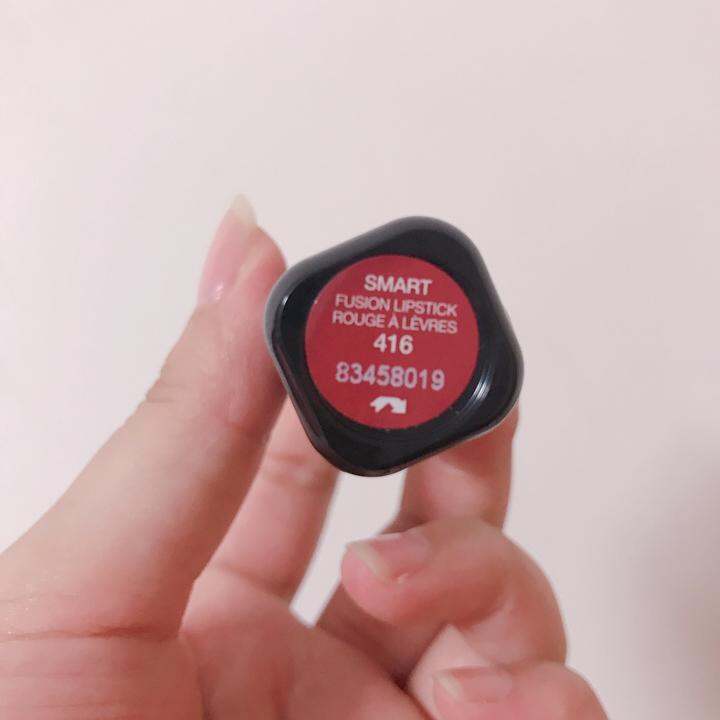 SMART
FUSION LIPSTICK
ROUGE À LÈVRES
416
83458019